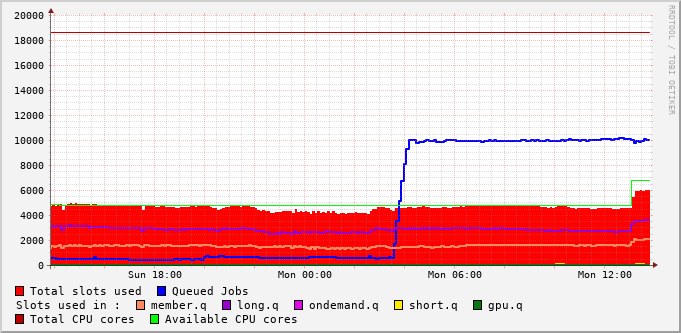 20000
18000
16000
14000
12000
10000
8000
6000
4000
2000
0
Sun 18:00 Mon 00:00 Mon 06:00 Mon 12:00
RRDTOOL / TOBI OETIKER
Total slots used Queued Jobs
Slots used in : member.q long.q ondemand.q short.q gpu.q
Total CPU cores Available CPU cores